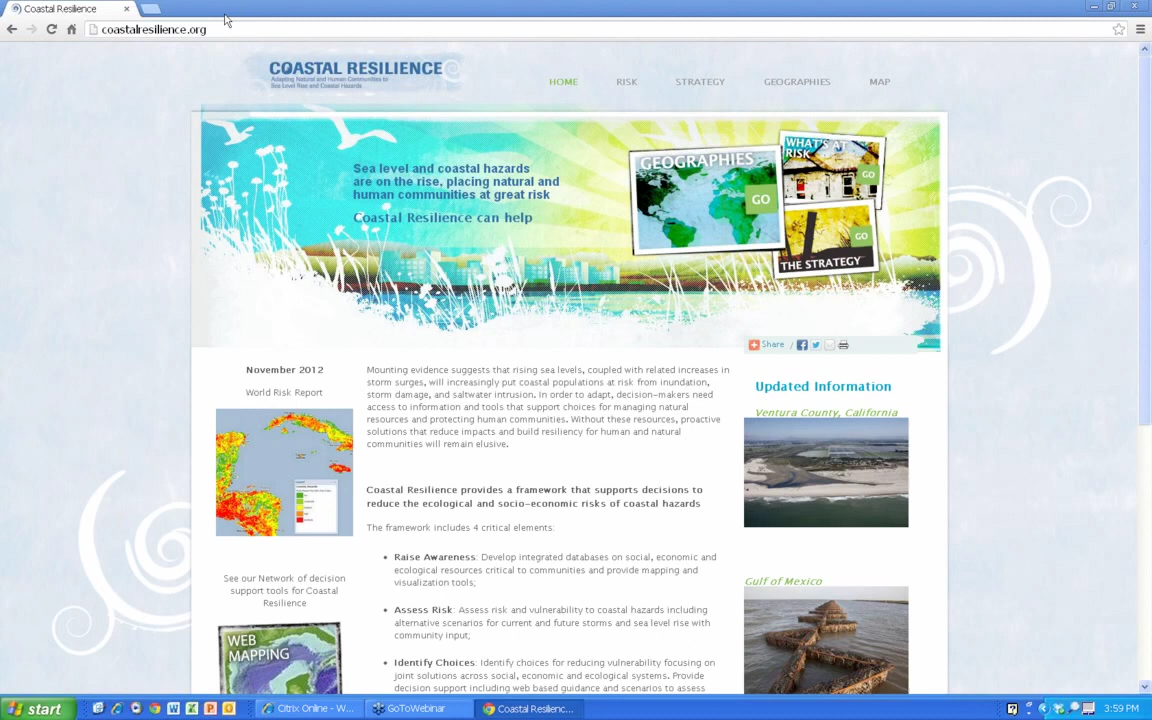 Coastal Resilience
coastalresilience.org
COASTAL RESILIENCE
Adapting Natural and Human Communities to
Sea Level Rise and Coastal Hazards
HOME
RISK
STRATEGY
GEOGRAPHIES
MAP
Sea level and coastal hazards
are on the rise, placing natural and
human communities at great risk
Coastal Resilience can help
GEOGRAPHIES
GO
WHAT'S AT
RISK
GO
GO
THE STRATEGY
Share /
November 2012
World Risk Report
See our Network of decision
support tools for Coastal
Resilience
WEB
MAPPING
Mounting evidence suggests that rising sea levels, coupled with related increases in
storm surges, will increasingly put coastal populations at risk from inundation,
storm damage, and saltwater intrusion. In order to adapt, decision-makers need
access to information and tools that support choices for managing natural
resources and protecting human communities. Without these resources, proactive
solutions that reduce impacts and build resiliency for human and natural
communities will remain elusive.
Coastal Resilience provides a framework that supports decisions to
reduce the ecological and socio-economic risks of coastal hazards
The framework includes 4 critical elements:
• Raise Awareness: Develop integrated databases on social, economic and
ecological resources critical to communities and provide mapping and
visualization tools;
• Assess Risk: Assess risk and vulnerability to coastal hazards including
alternative scenarios for current and future storms and sea level rise with
community input;
• Identify Choices: Identify choices for reducing vulnerability focusing on
joint solutions across social, economic and ecological systems. Provide
decision support including web based guidance and scenarios to assess
Updated Information
Ventura County, California
Gulf of Mexico
start
Citrix Online - W...
GoToWebinar
Coastal Resilienc...
3:59 PM